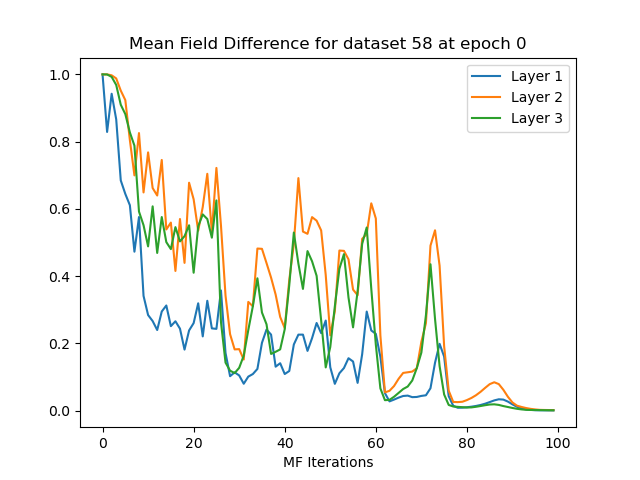 Mean Field Difference for dataset 58 at epoch 0
Layer 1
Layer 2
Layer 3
1.0
0.8
0.6
0.4
0.2
0.0
0 20 40 60 80 100
MF Iterations